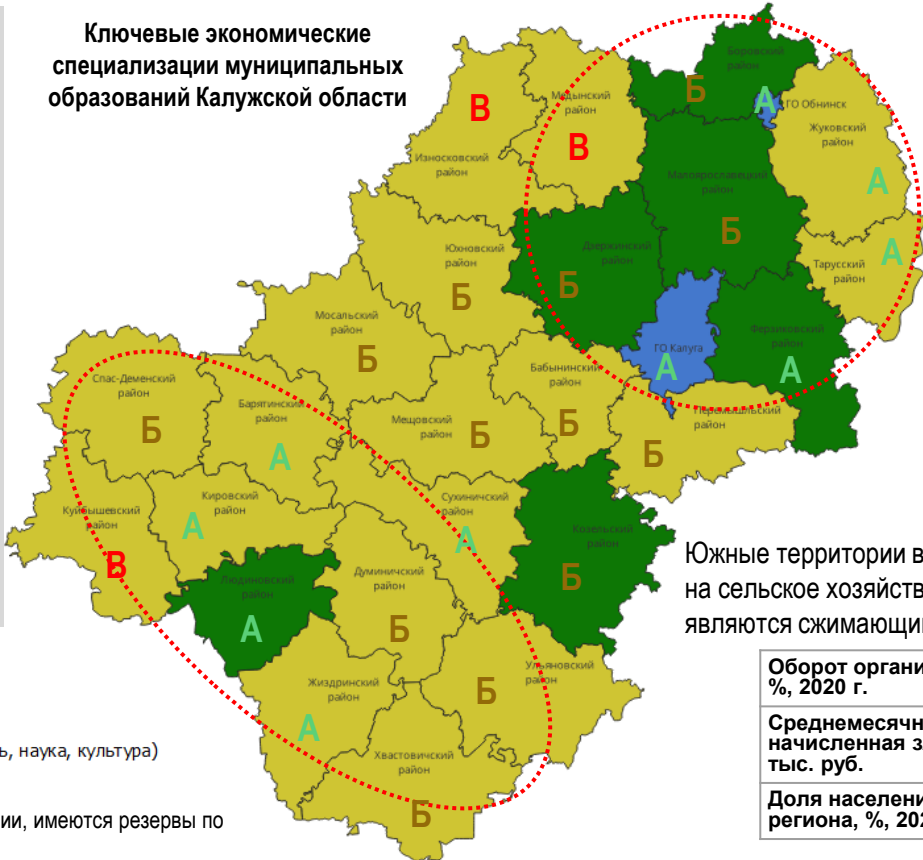 Ключевые экономические
специализации муниципальных
образований Калужской области
Боровский
район
Б
А
ГО Обнинск
В
Медынский
район
В
Жуковский
район
А
Износковский
район
Малоярославецкий
район
Б
Юхновский
район
Б
Дзержинский
район
Б
Тарусский
район
А
Мосальский
район
Б
ГО Калуга
А
Ферзиковский
район
А
Бабынинский
район
Б
Спас-Деменский
район
Б
Барятинский
район
А
Мещовский
район
Б
Перемышльский
район
Б
Куйбышевский
район
В
Кировский
район
А
Сухиничский
район
А
Козельский
район
Б
Людиновский
район
А
Думиничский
район
Б
Ульяновский
район
Б
Жиздринский
район
А
Хвастовичский
район
Б
Южные территории в
на сельское хозяйств
являются сжимающи
Оборот органи
%, 2020 г.
Среднемесячн
начисленная з
тыс. руб.
Доля населени
региона, %, 202
ь, наука, культура)
ии, имеются резервы по